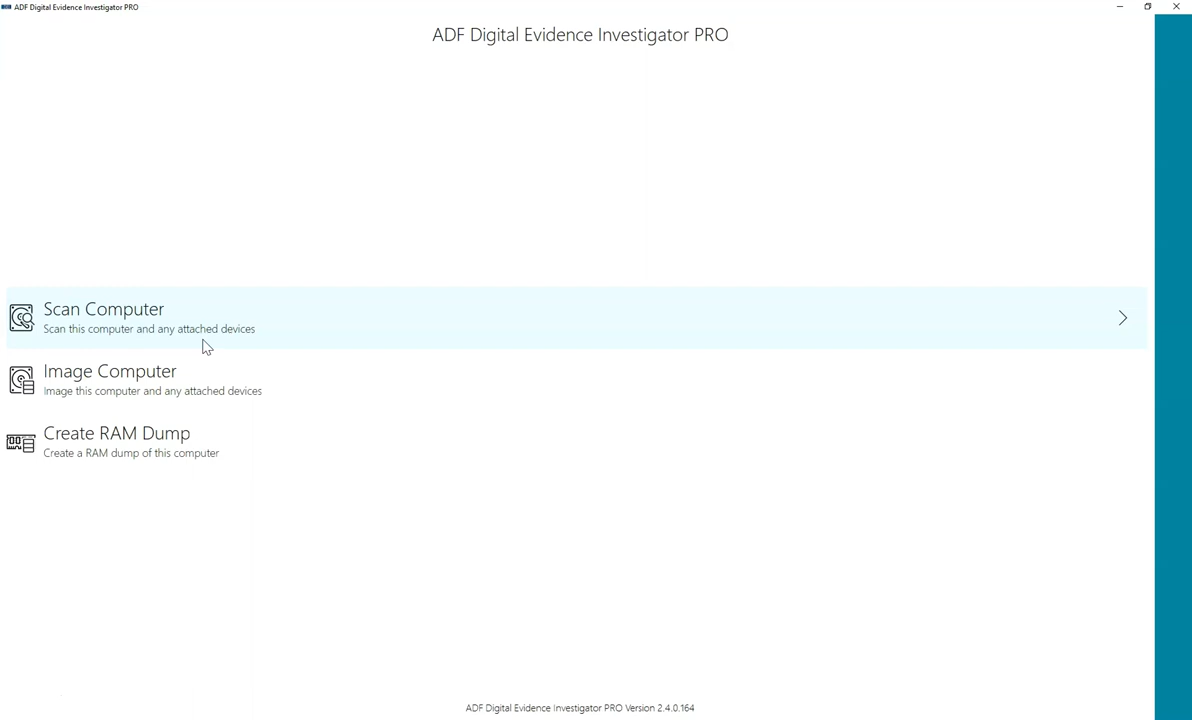 ADF Digital Evidence Investigator PRO
ADF Digital Evidence Investigator PRO
Scan Computer
Scan this computer and any attached devices
Image Computer
Image this computer and any attached devices
Create RAM Dump
Create a RAM dump of this computer
ADF Digital Evidence Investigator PRO Version 2.4.0.164